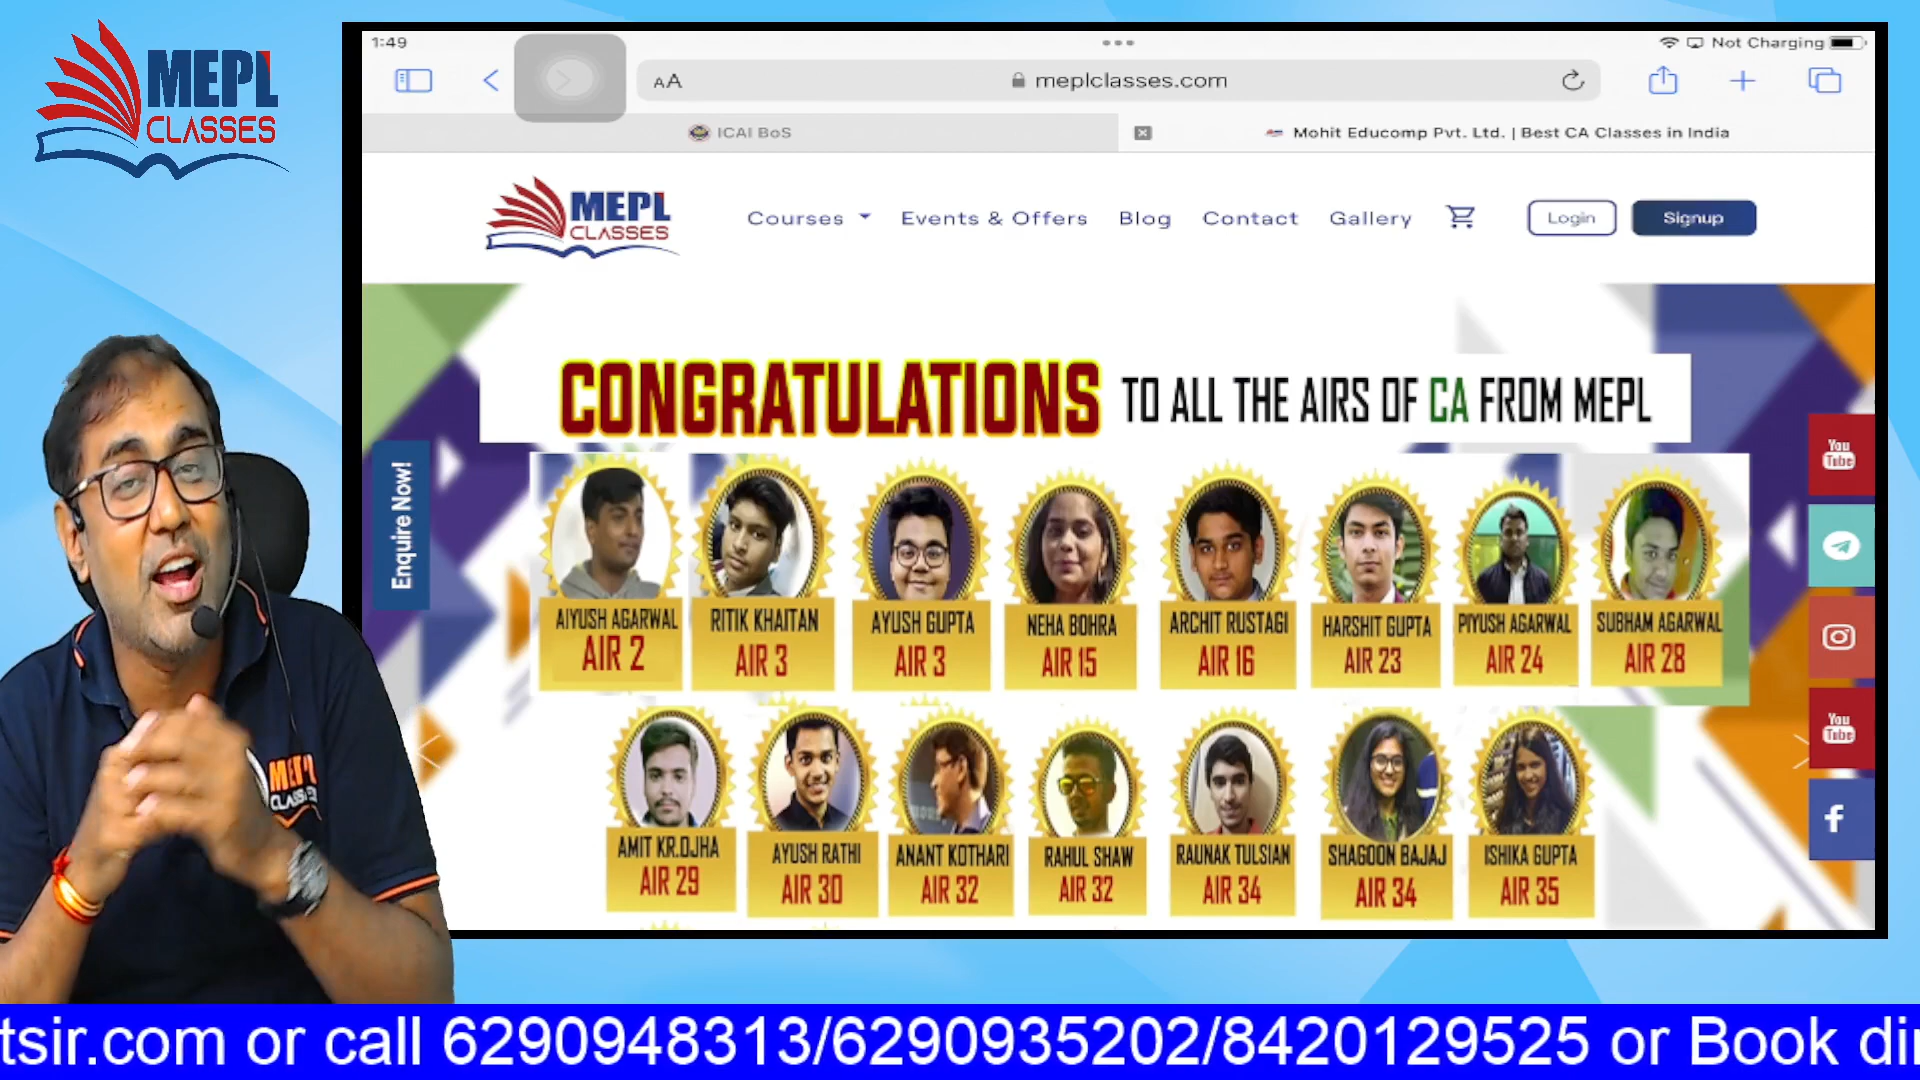 MEPL
CLASSES
1:49
Not Charging
AA
meplclasses.com
ICAI BoS
Mohit Educomp Pvt. Ltd. | Best CA Classes in India
MEPL
CLASSES
Courses
Events & Offers
Blog
Contact
Gallery
Login
Signup
CONGRATULATIONS TO ALL THE AIRS OF CA FROM MEPL
Enquire Now!
You
Tube
AIYUSH AGARWAL
AIR 2
RITIK KHAITAN
AIR 3
AYUSH GUPTA
AIR 3
NEHA BOHRA
AIR 15
ARCHIT RUSTAGI
AIR 16
HARSHIT GUPTA
AIR 23
PIYUSH AGARWAL
AIR 24
SUBHAM AGARWAL
AIR 28
You
Tube
AMIT KR.OJHA
AIR 29
AYUSH RATHI
AIR 30
ANANT KOTHARI
AIR 32
RAHUL SHAW
AIR 32
RAUNAK TULSIAN
AIR 34
SHAGOON BAJAJ
AIR 34
ISHIKA GUPTA
AIR 35
MEPL
CLASSES
tsir.com or call 6290948313/6290935202/8420129525 or Book dir